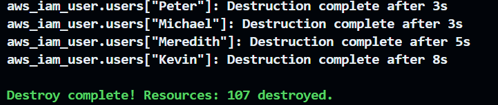 aws_iam_user.users["Peter"]: Destruction complete after 3s
aws_iam_user.users["Michael"]: Destruction complete after 3s
aws_iam_user.users["Meredith"]: Destruction complete after 5s
aws_iam_user.users["Kevin"]: Destruction complete after 8s
Destroy complete! Resources: 107 destroyed.